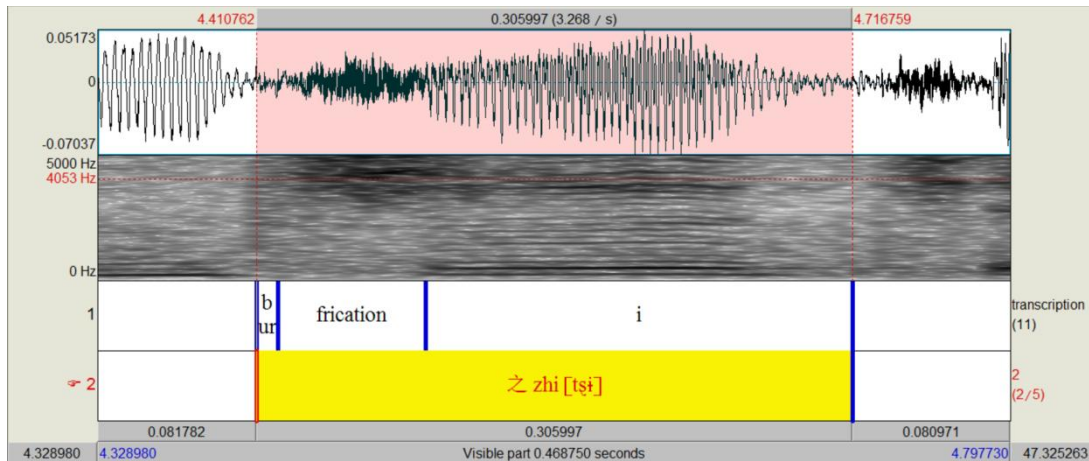 4.410762 0.305997 (3.268 / s) 4.716759
0.05173
0
-0.07037
5000 Hz
4053 Hz
0 Hz
1 b ur frication i transcription (11)
2 之 zhi [tʂɨ] 2 (2/5)
0.081782 0.305997 0.080971
4.328980 4.328980 Visible part 0.468750 seconds 4.797730 47.325263